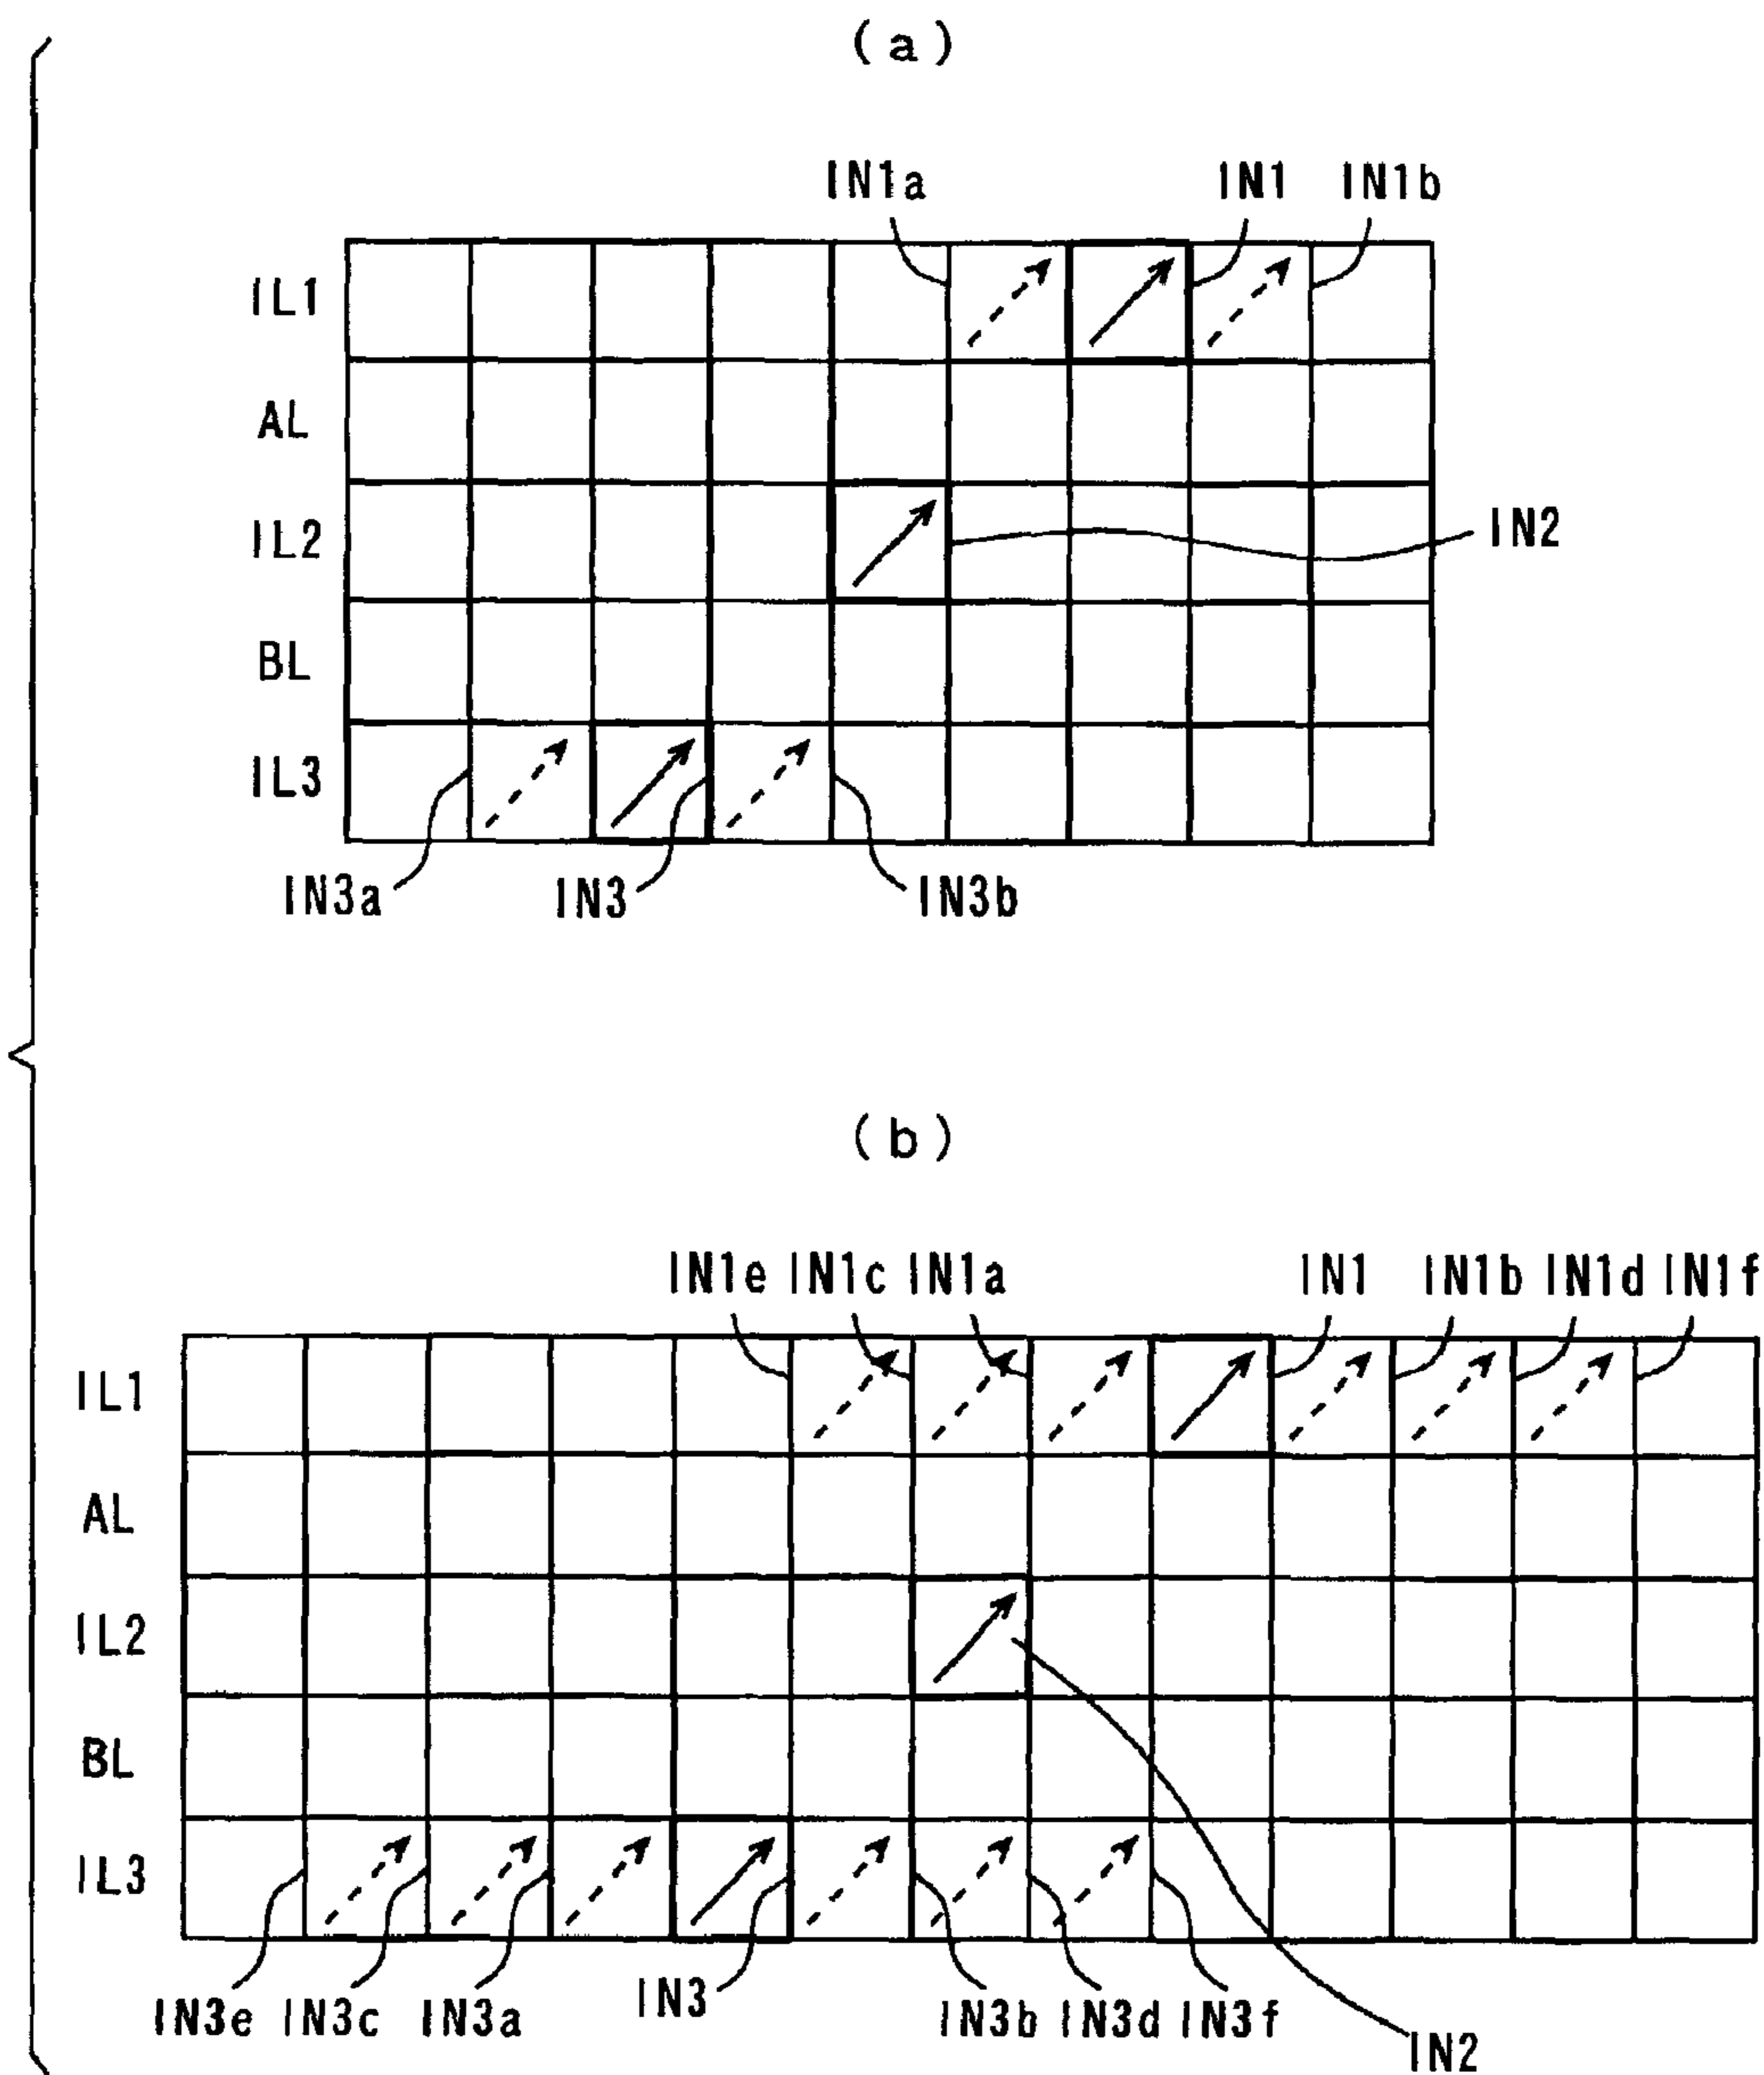 (a)
IN1a IN1 IN1b
IL1
AL
IL2 IN2
BL
IL3
IN3a IN3 IN3b
(b)
IN1e IN1c IN1a IN1 IN1b IN1d IN1f
IL1
AL
IL2
BL
IL3
IN3e IN3c IN3a IN3 IN3b IN3d IN3f
IN2